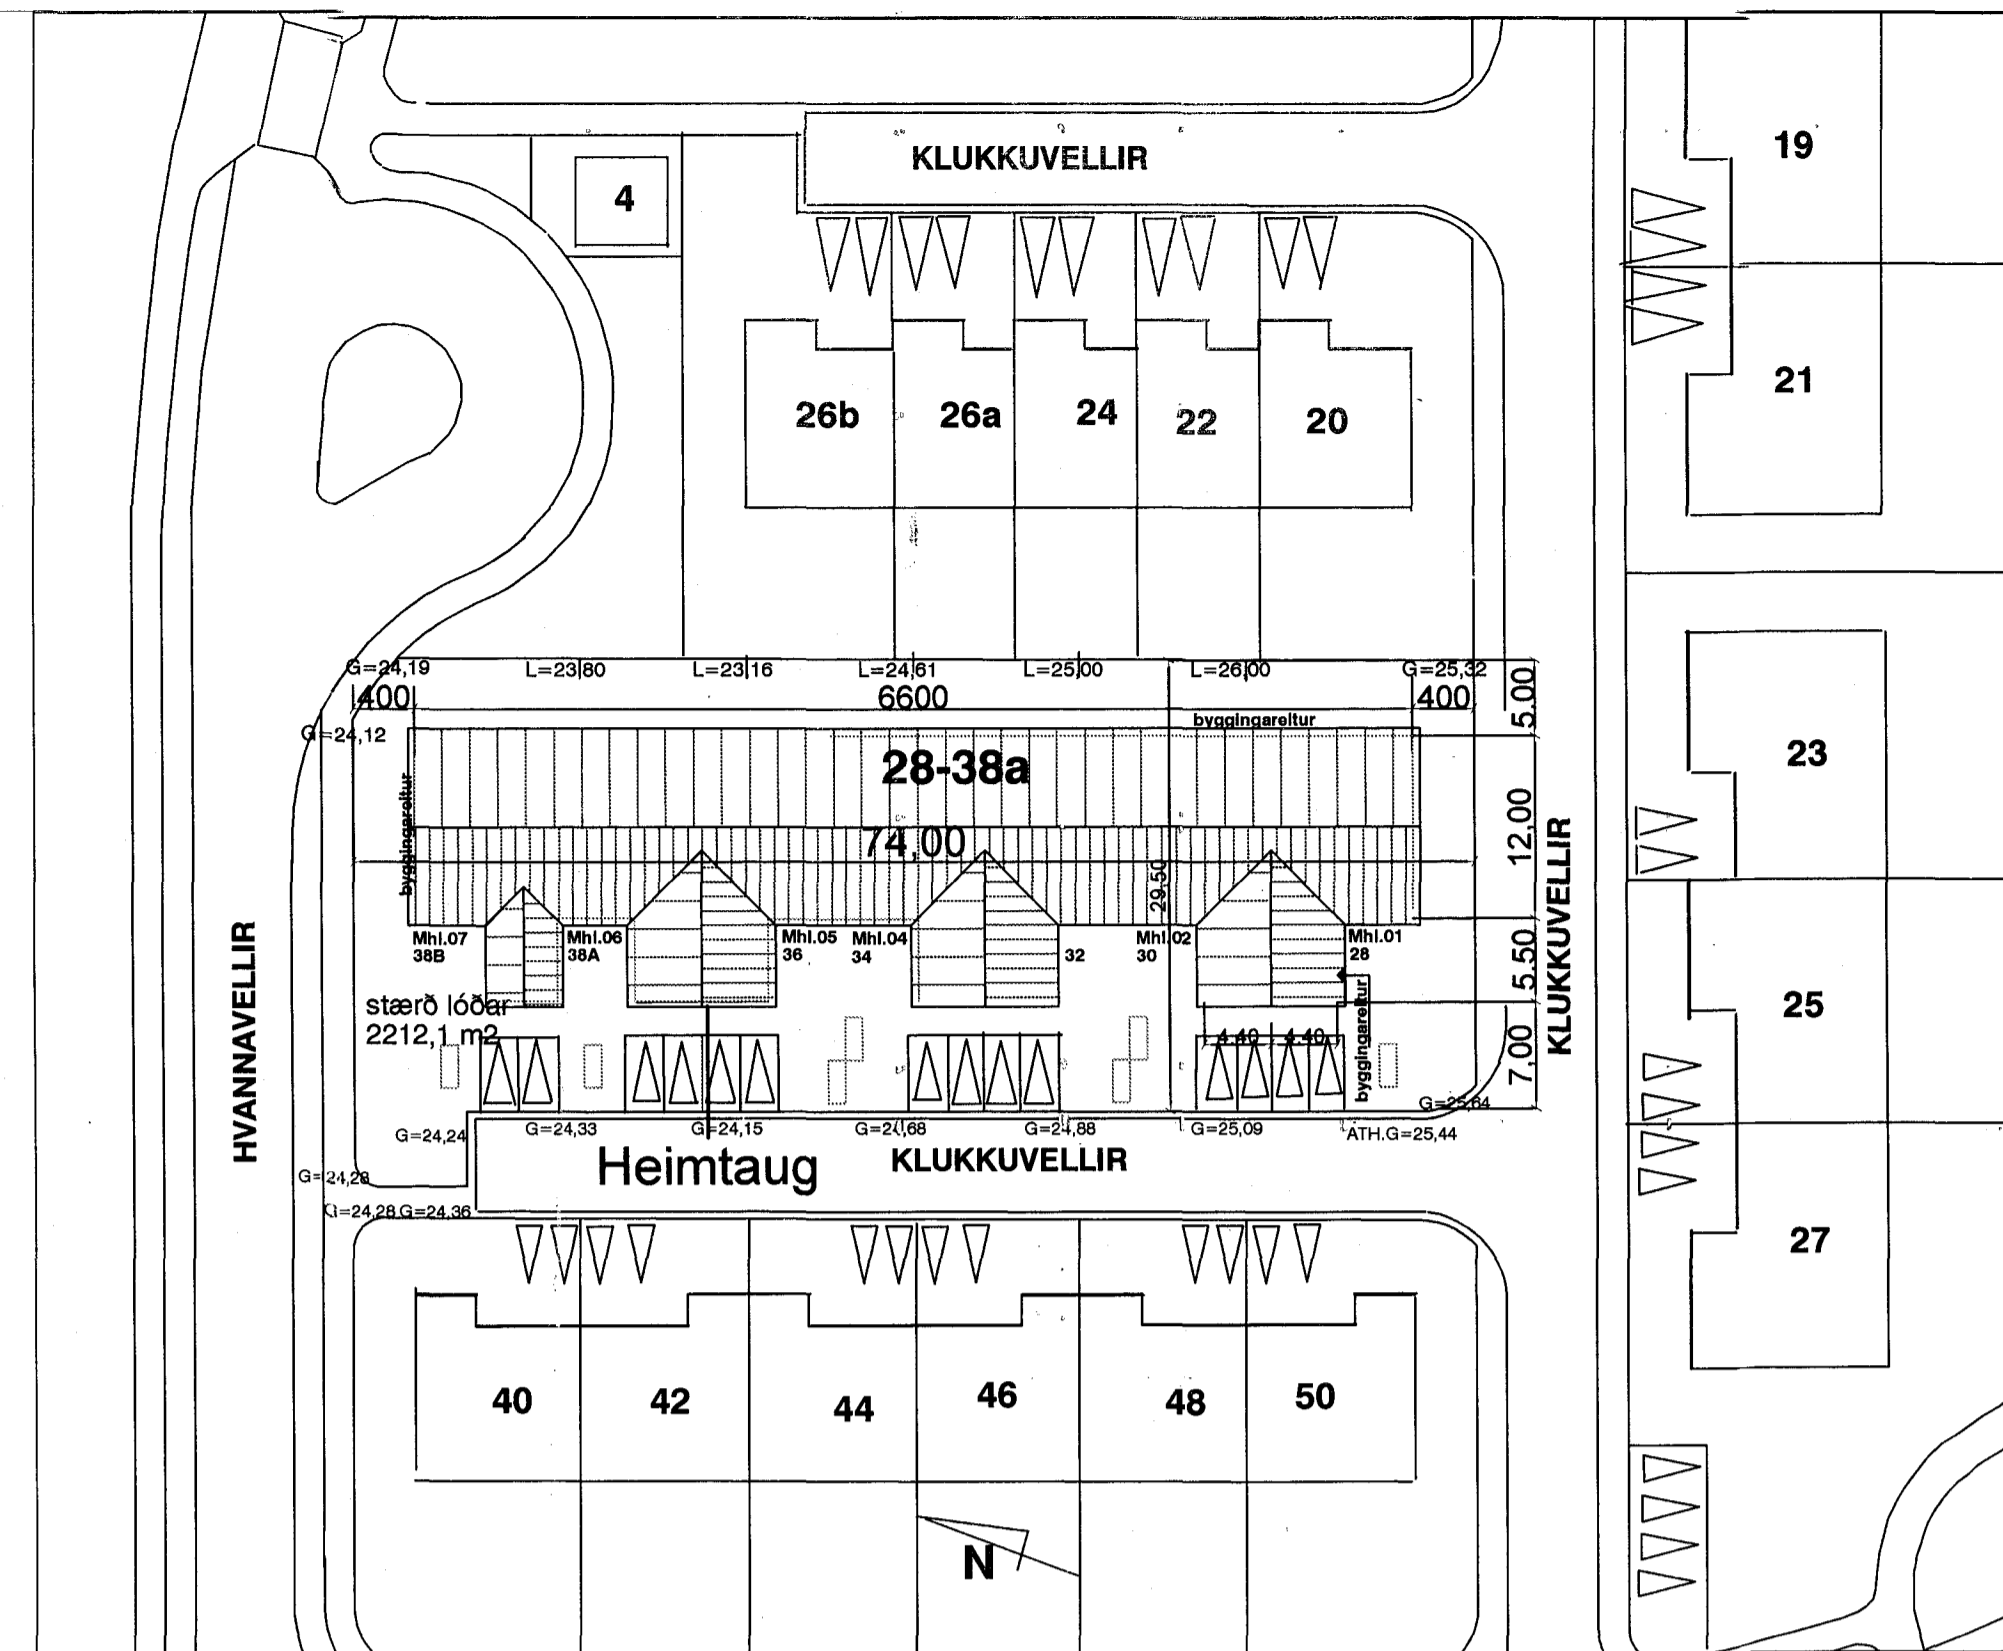 KLUKKUVELLIR
4
19
21
26b 26a 24 22 20
G=24,19 L=23,80 L=23,16 L=24,61 L=25,00 L=26,00 G=25,32
400 6600 400
5.00
G=24,12
byggingareitur
28-38a
23
byggingareitur
74,00
12,00
29,50
KLUKKUVELLIR
HVANNAVELLIR
Mhl.07
38B
Mhl.06
38A
Mhl.05
36
Mhl.04
34
32
Mhl.02
30
Mhl.01
28
5.50
25
stærð lóðar
2212,1 m2
4.40 4.40
byggingareitur
7,00
G=25,64
G=24,24 G=24,33 G=24,15 G=24,68 G=24,88 G=25,09 ATH.G=25,44
Heimtaug
KLUKKUVELLIR
G=24,28
G=24,28 G=24,36
27
40 42 44 46 48 50
N